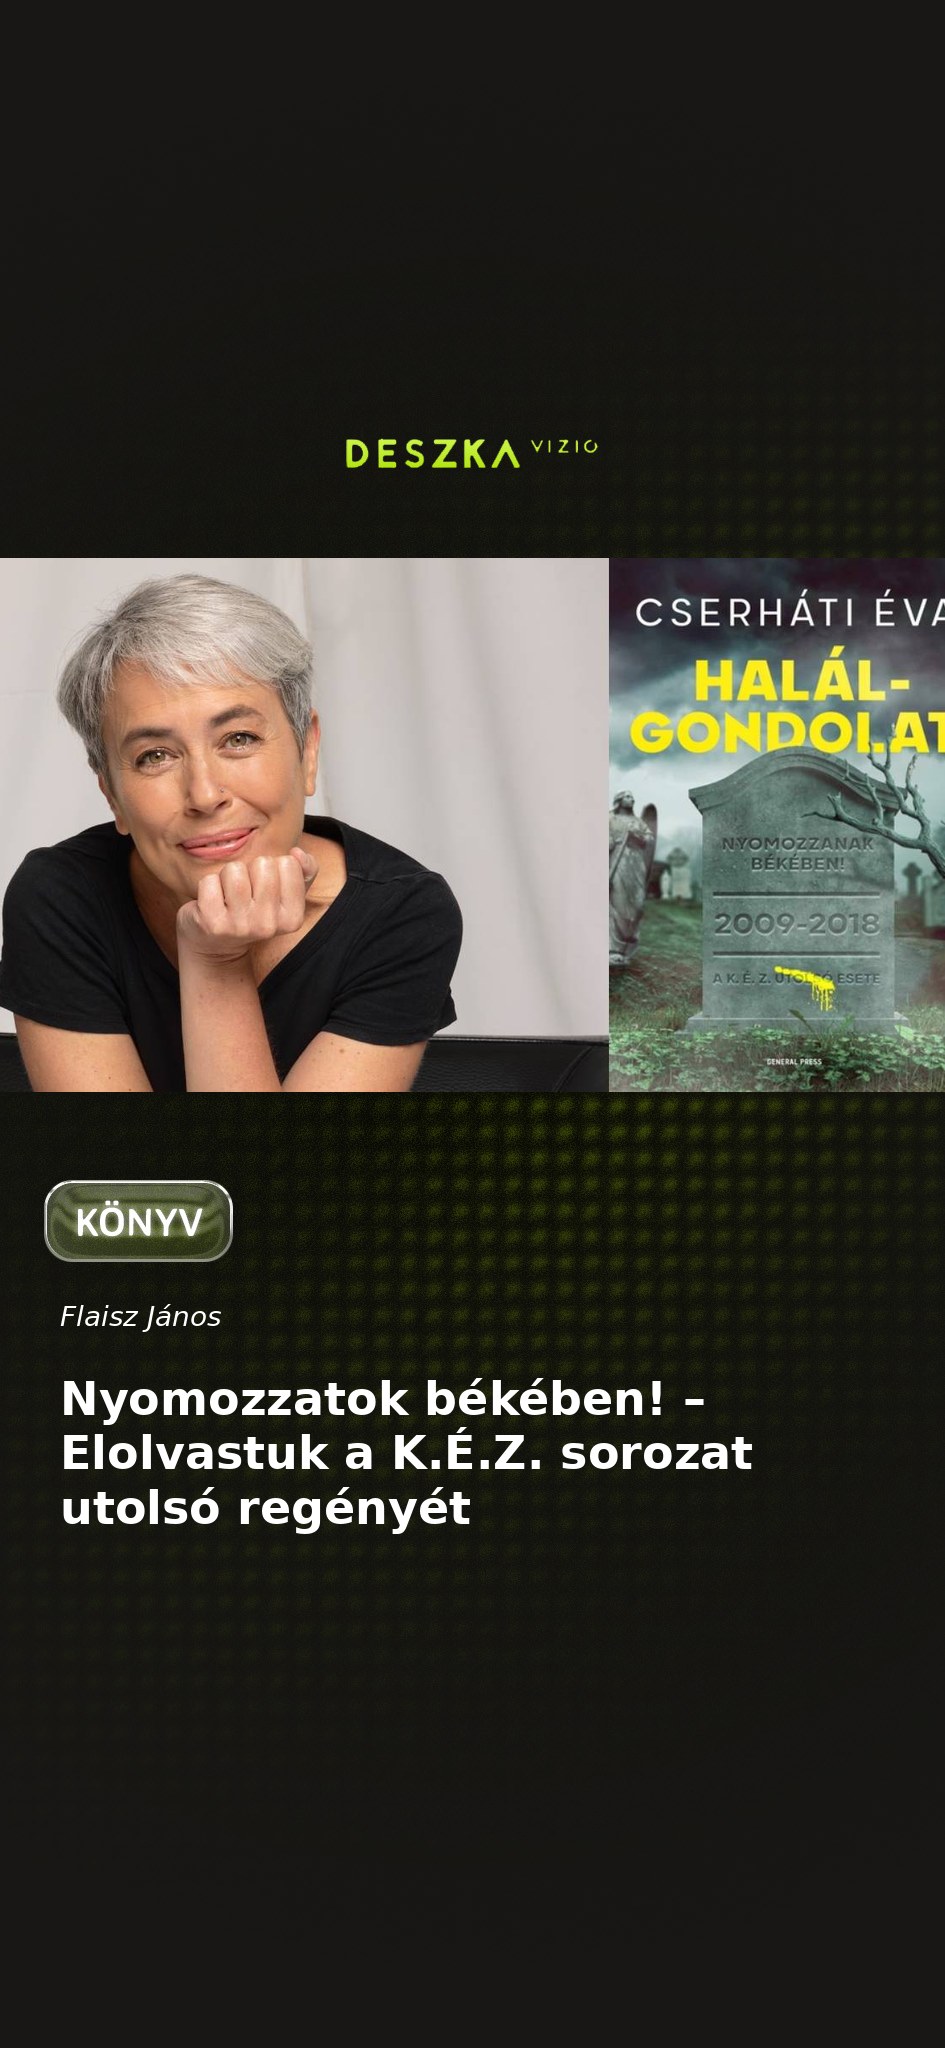 DESZKA VIZIO
CSERHÁTI ÉVA
HALÁL-
GONDOLAT
NYOMOZZANAK
BÉKÉBEN!
2009-2018
A K. É. Z. UTOLSÓ ESETE
GENERAL PRESS
KÖNYV
Flaisz János
Nyomozzatok békében! –
Elolvastuk a K.É.Z. sorozat
utolsó regényét